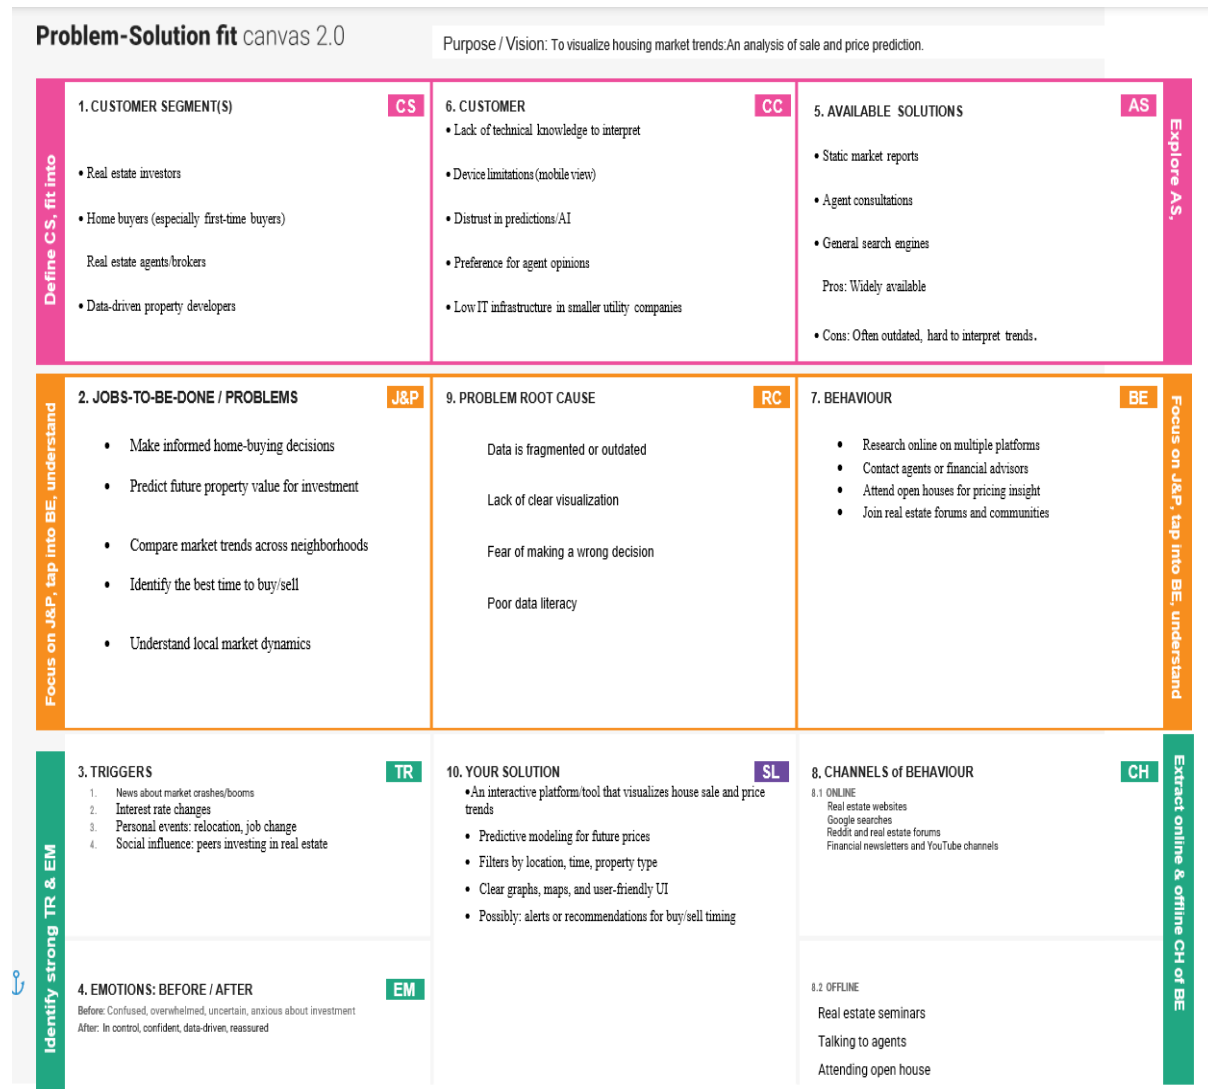 Problem-Solution fit canvas 2.0
Purpose / Vision: To visualize housing market trends:An analysis of sale and price prediction.
Define CS, fit into
1. CUSTOMER SEGMENT(S)
CS
• Real estate investors
• Home buyers (especially first-time buyers)
Real estate agents/brokers
• Data-driven property developers
6. CUSTOMER
CC
• Lack of technical knowledge to interpret
• Device limitations (mobile view)
• Distrust in predictions/AI
• Preference for agent opinions
• Low IT infrastructure in smaller utility companies
5. AVAILABLE SOLUTIONS
AS
• Static market reports
• Agent consultations
• General search engines
Pros: Widely available
• Cons: Often outdated, hard to interpret trends.
Explore AS,
Focus on J&P, tap into BE, understand
2. JOBS-TO-BE-DONE / PROBLEMS
J&P
• Make informed home-buying decisions
• Predict future property value for investment
• Compare market trends across neighborhoods
• Identify the best time to buy/sell
• Understand local market dynamics
9. PROBLEM ROOT CAUSE
RC
Data is fragmented or outdated
Lack of clear visualization
Fear of making a wrong decision
Poor data literacy
7. BEHAVIOUR
BE
• Research online on multiple platforms
• Contact agents or financial advisors
• Attend open houses for pricing insight
• Join real estate forums and communities
Focus on J&P, tap into BE, understand
Identify strong TR & EM
3. TRIGGERS
TR
1. News about market crashes/booms
2. Interest rate changes
3. Personal events: relocation, job change
4. Social influence: peers investing in real estate
4. EMOTIONS: BEFORE / AFTER
EM
Before: Confused, overwhelmed, uncertain, anxious about investment
After: In control, confident, data-driven, reassured
10. YOUR SOLUTION
SL
•An interactive platform/tool that visualizes house sale and price
trends
• Predictive modeling for future prices
• Filters by location, time, property type
• Clear graphs, maps, and user-friendly UI
• Possibly: alerts or recommendations for buy/sell timing
8. CHANNELS of BEHAVIOUR
CH
8.1 ONLINE
Real estate websites
Google searches
Reddit and real estate forums
Financial newsletters and YouTube channels
8.2 OFFLINE
Real estate seminars
Talking to agents
Attending open house
Extract online & offline CH of BE